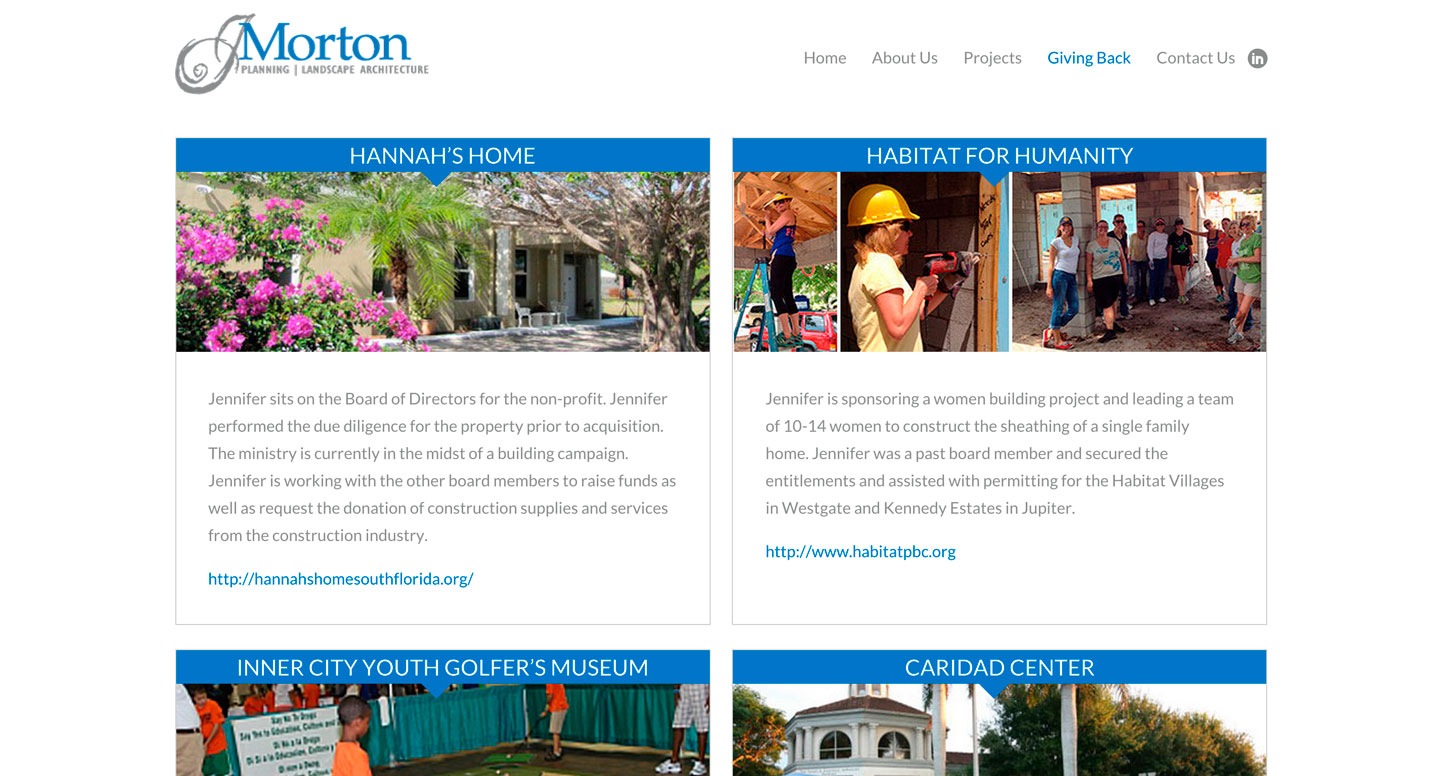 JMorton
PLANNING | LANDSCAPE ARCHITECTURE
Home About Us Projects Giving Back Contact Us in
HANNAH’S HOME
Jennifer sits on the Board of Directors for the non-profit. Jennifer
performed the due diligence for the property prior to acquisition.
The ministry is currently in the midst of a building campaign.
Jennifer is working with the other board members to raise funds as
well as request the donation of construction supplies and services
from the construction industry.
http://hannahshomesouthflorida.org/
HABITAT FOR HUMANITY
Jennifer is sponsoring a women building project and leading a team
of 10-14 women to construct the sheathing of a single family
home. Jennifer was a past board member and secured the
entitlements and assisted with permitting for the Habitat Villages
in Westgate and Kennedy Estates in Jupiter.
http://www.habitatpbc.org
INNER CITY YOUTH GOLFER’S MUSEUM
Say No To Drugs
Say Yes to Education, Culture and
Di No a la Droga
Di Si a la Educacion, Cultura y
CARIDAD CENTER